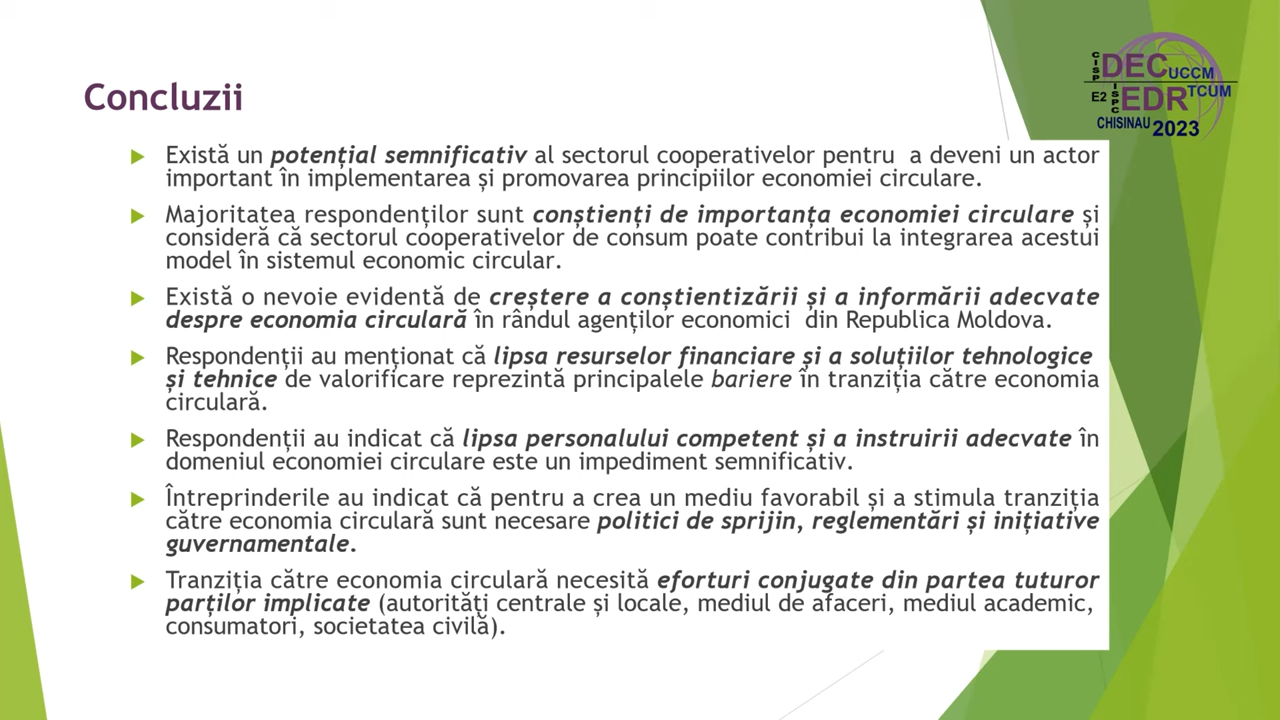 Concluzii
CISP DEC UCCM
E2 ISPC EDR TCUM
CHISINAU 2023
Există un potențial semnificativ al sectorul cooperativelor pentru a deveni un actor
important în implementarea și promovarea principiilor economiei circulare.
Majoritatea respondenților sunt conștienți de importanța economiei circulare și
consideră că sectorul cooperativelor de consum poate contribui la integrarea acestui
model în sistemul economic circular.
Există o nevoie evidentă de creștere a conștientizării și a informării adecvate
despre economia circulară în rândul agenților economici din Republica Moldova.
Respondenții au menționat că lipsa resurselor financiare și a soluțiilor tehnologice
și tehnice de valorificare reprezintă principalele bariere în tranziția către economia
circulară.
Respondenții au indicat că lipsa personalului competent și a instruirii adecvate în
domeniul economiei circulare este un impediment semnificativ.
Întreprinderile au indicat că pentru a crea un mediu favorabil și a stimula tranziția
către economia circulară sunt necesare politici de sprijin, reglementări și inițiative
guvernamentale.
Tranziția către economia circulară necesită eforturi conjugate din partea tuturor
parților implicate (autorități centrale și locale, mediul de afaceri, mediul academic,
consumatori, societatea civilă).